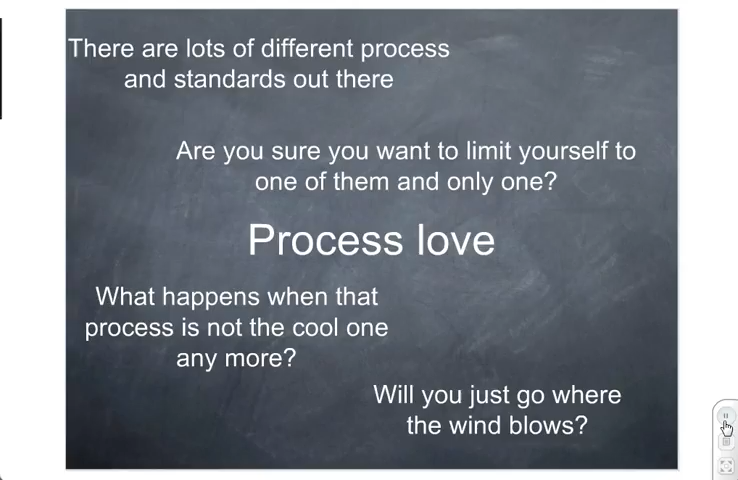 There are lots of different process
and standards out there
Are you sure you want to limit yourself to
one of them and only one?
Process love
What happens when that
process is not the cool one
any more?
Will you just go where
the wind blows?